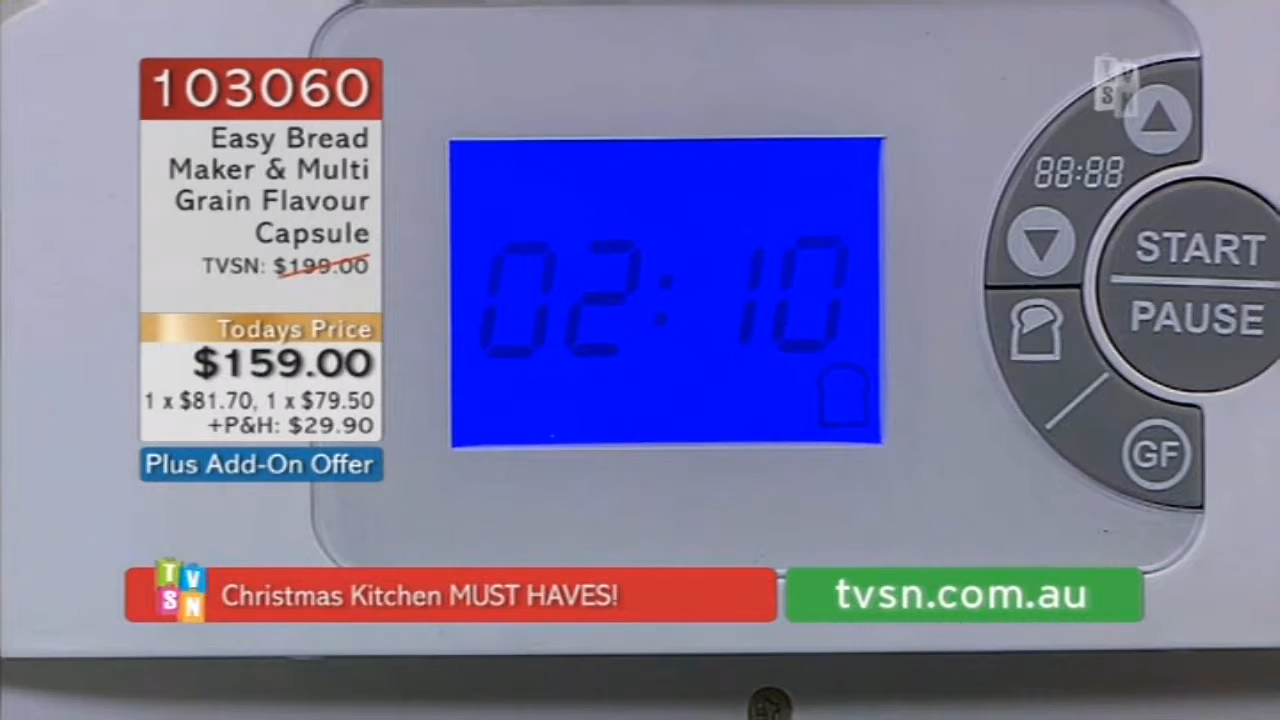 103060
Easy Bread
Maker & Multi
Grain Flavour
Capsule
TVSN: $199.00
Todays Price
$159.00
1 x $81.70, 1 x $79.50
+P&H: $29.90
Plus Add-On Offer
02:10
TVSN
88:88
START
PAUSE
GF
TVSN
Christmas Kitchen MUST HAVES!
tvsn.com.au